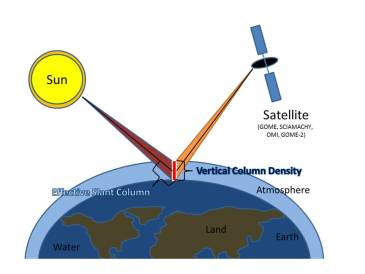 Sun
Satellite
(GOME, SCIAMACHY,
OMI, GOME-2)
Vertical Column Density
Effective Slant Column
Atmosphere
Land
Earth
Water